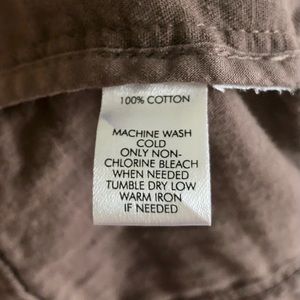 100% COTTON
MACHINE WASH
COLD
ONLY NON-
CHLORINE BLEACH
WHEN NEEDED
TUMBLE DRY LOW
WARM IRON
IF NEEDED